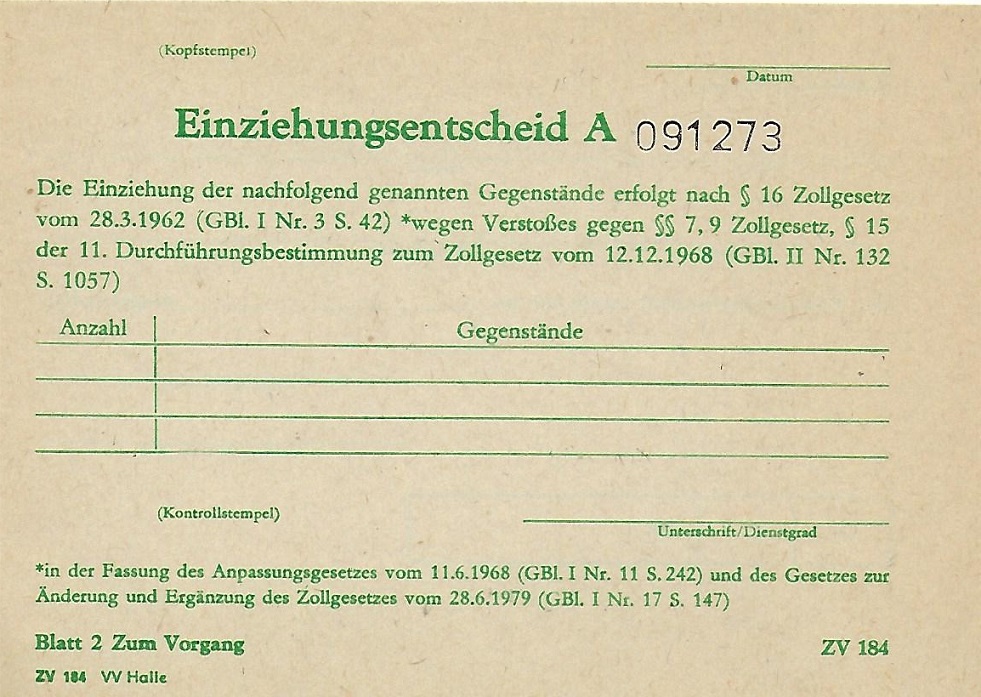 (Kopfstempel)
Datum
Einziehungsentscheid A 091273
Die Einziehung der nachfolgend genannten Gegenstände erfolgt nach § 16 Zollgesetz
vom 28.3.1962 (GBl. I Nr. 3 S. 42) *wegen Verstoßes gegen §§ 7, 9 Zollgesetz, § 15
der 11. Durchführungsbestimmung zum Zollgesetz vom 12.12.1968 (GBl. II Nr. 132
S. 1057)
Anzahl Gegenstände
(Kontrollstempel)
Unterschrift/Dienstgrad
*in der Fassung des Anpassungsgesetzes vom 11.6.1968 (GBl. I Nr. 11 S. 242) und des Gesetzes zur
Änderung und Ergänzung des Zollgesetzes vom 28.6.1979 (GBl. I Nr. 17 S. 147)
Blatt 2 Zum Vorgang ZV 184
ZV 184 VV Halle